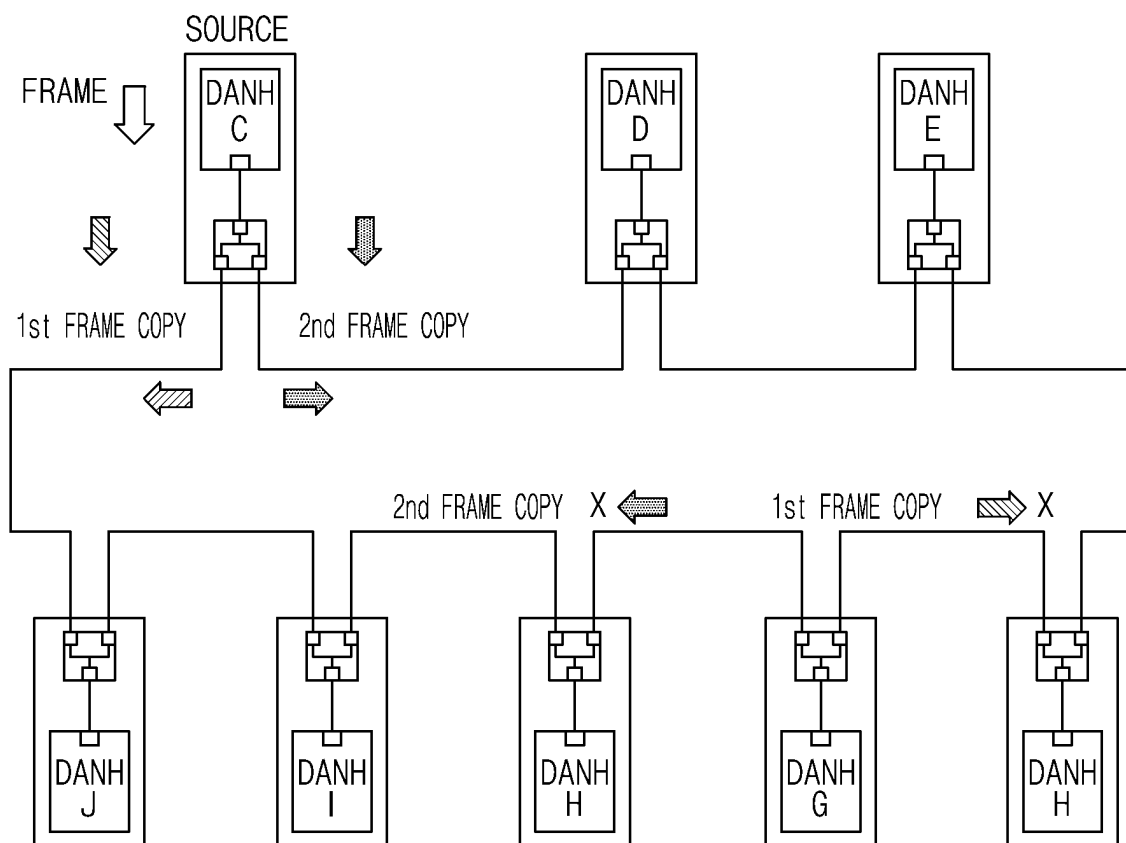 SOURCE
FRAME
DANH
C
DANH
D
DANH
E
1st FRAME COPY
2nd FRAME COPY
2nd FRAME COPY X
1st FRAME COPY X
DANH
J
DANH
I
DANH
H
DANH
G
DANH
H